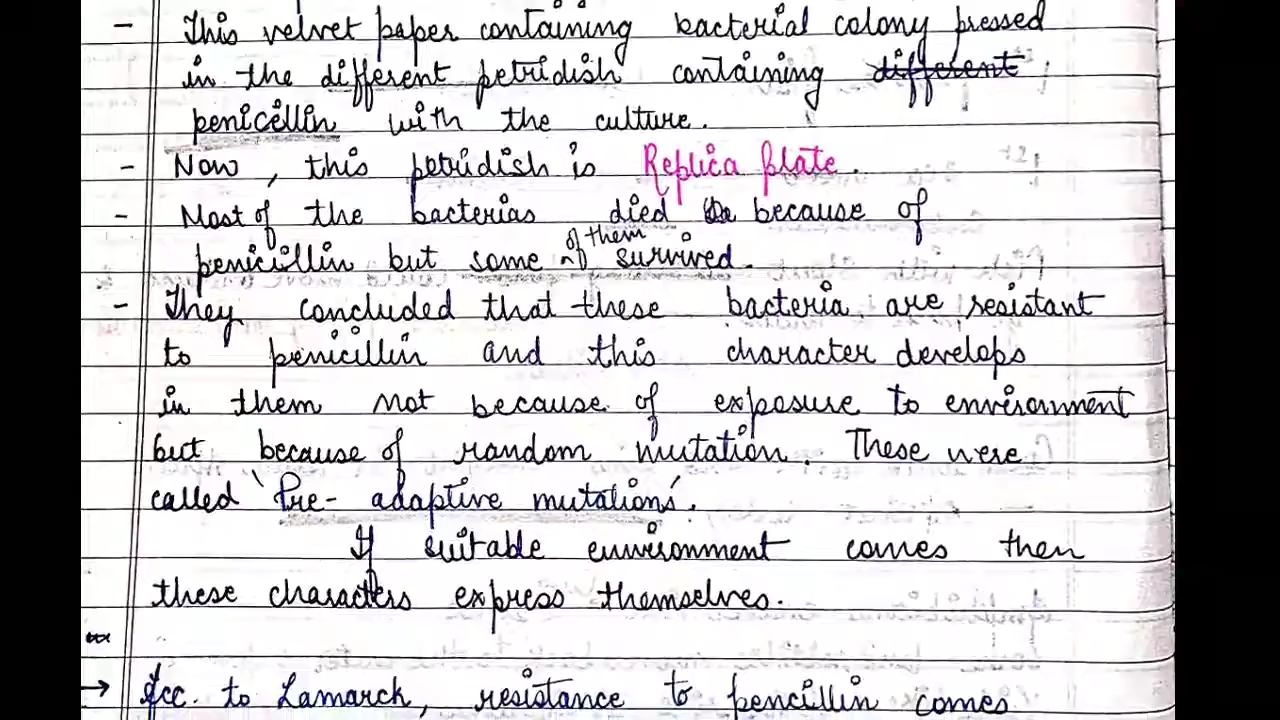 - This velvet paper containing bacterial colony pressed
in the different petridish containing different
penicillin with the culture.
- Now, this petridish is Replica plate.
- Most of the bacterias died because of
of them
penicillin but some of survived.
- They concluded that these bacteria are resistant
to penicillin and this character develops
in them not because of exposure to environment
but because of random mutation. These were
called 'Pre-adaptive mutations'.
If suitable environment comes then
these characters express themselves.
→ Acc. to Lamarck, resistance to pencillin comes